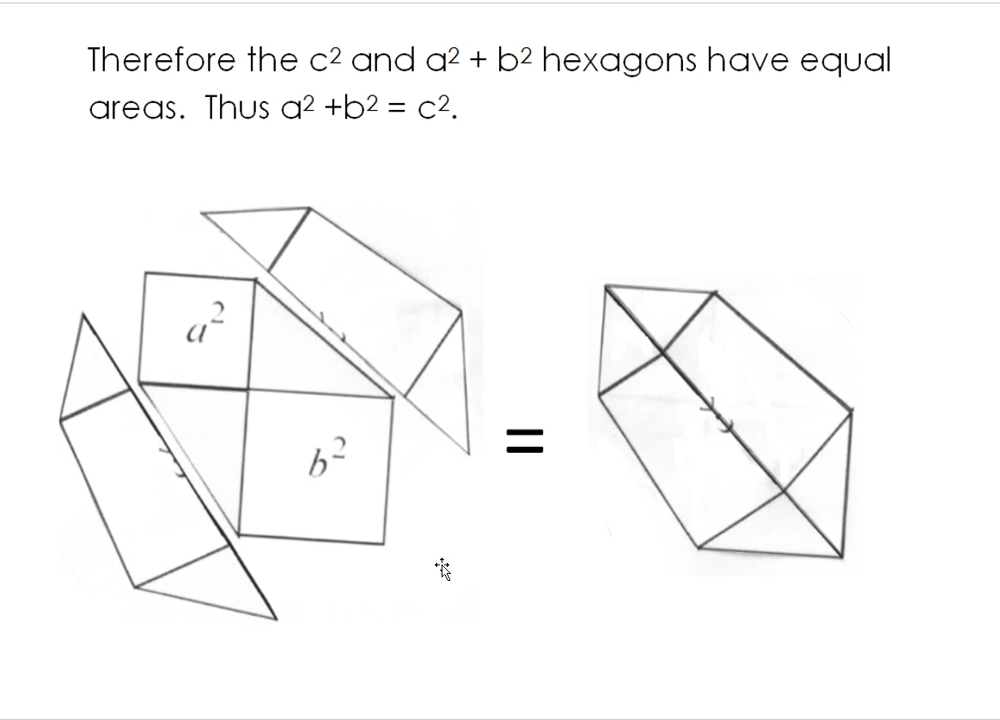 Therefore the c² and a² + b² hexagons have equal
areas. Thus a² +b² = c².
a²
b²
=